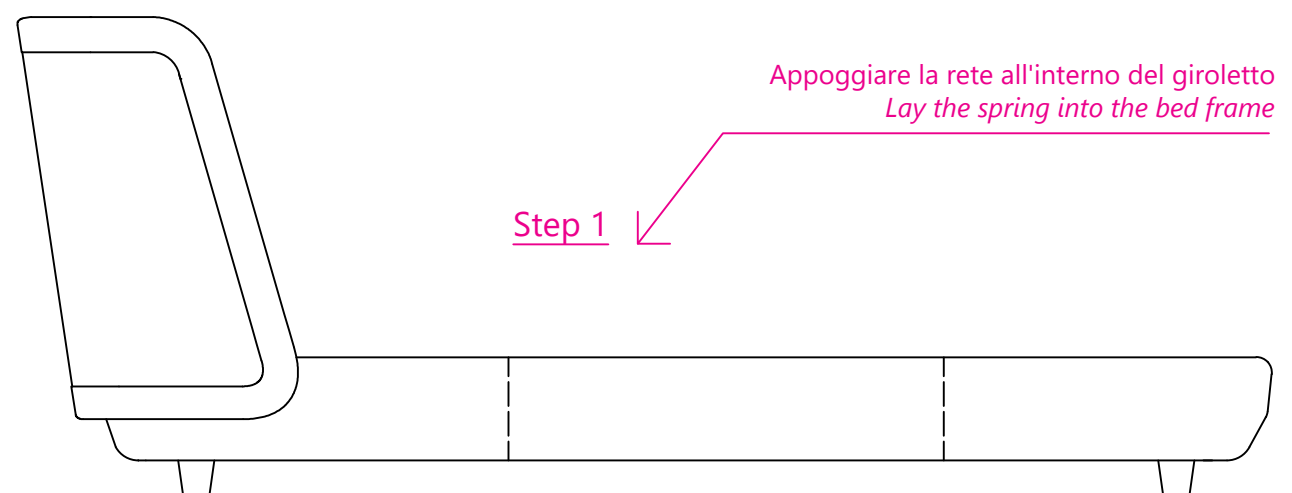 Appoggiare la rete all'interno del giroletto
Lay the spring into the bed frame
Step 1